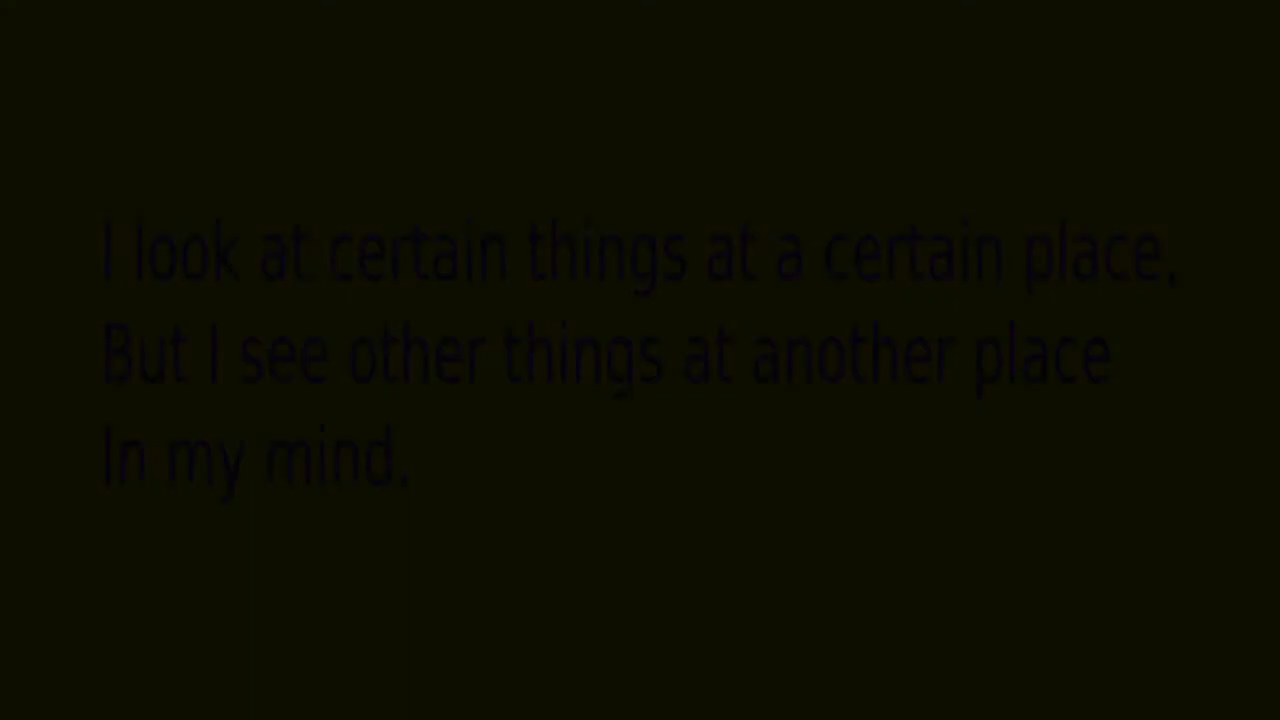 I look at certain things at a certain place,
But I see other things at another place
In my mind.